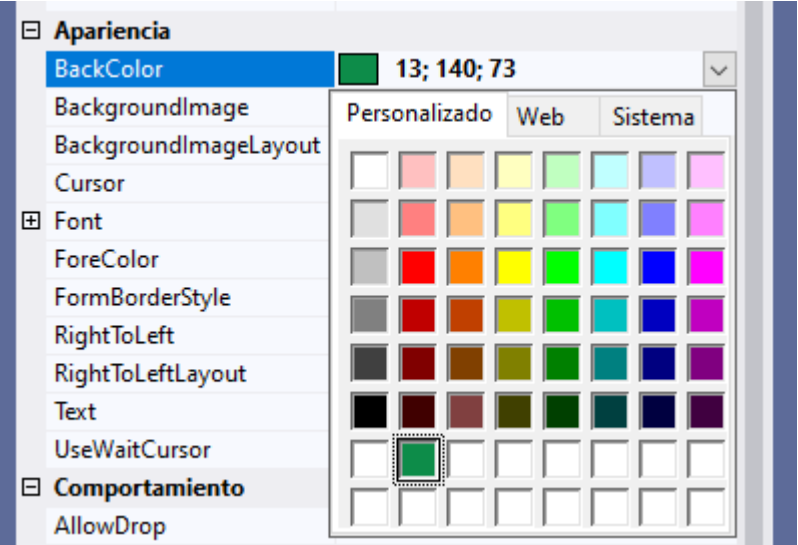 Apariencia
BackColor 13; 140; 73
BackgroundImage
Personalizado Web Sistema
BackgroundImageLayout
Cursor
Font
ForeColor
FormBorderStyle
RightToLeft
RightToLeftLayout
Text
UseWaitCursor
Comportamiento
AllowDrop